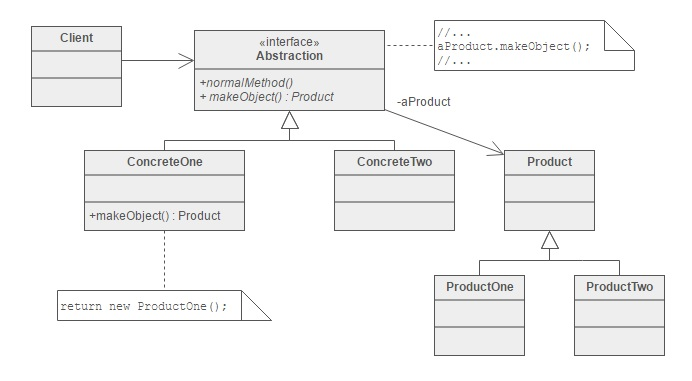 Client
«interface»
Abstraction
+normalMethod()
+ makeObject() : Product
//...
aProduct.makeObject();
//...
-aProduct
ConcreteOne
+makeObject() : Product
ConcreteTwo
Product
return new ProductOne();
ProductOne
ProductTwo